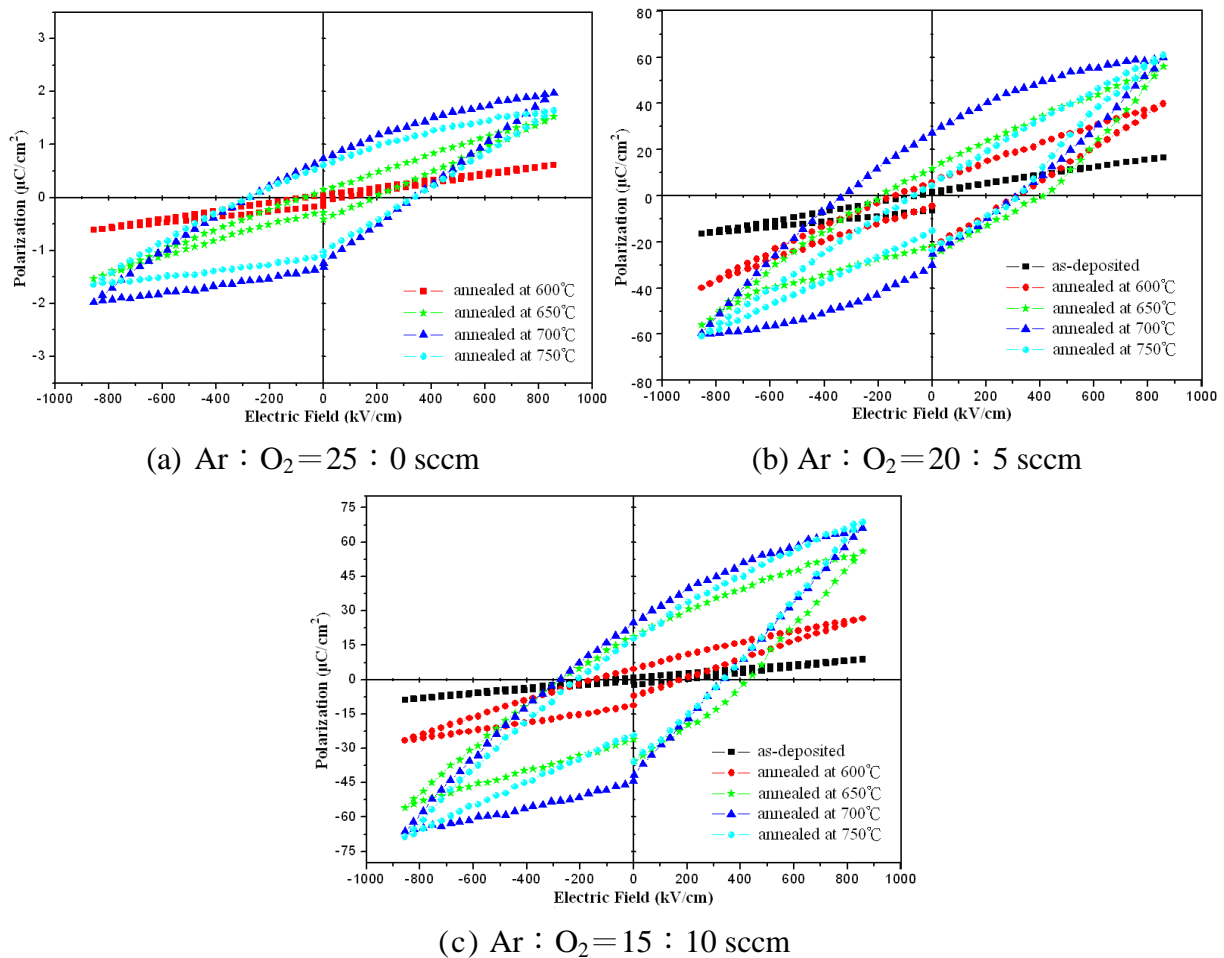 3
2
1
0
-1
-2
-3
Polarization (μC/cm²)
-1000 -800 -600 -400 -200 0 200 400 600 800 1000
Electric Field (kV/cm)
annealed at 600℃
annealed at 650℃
annealed at 700℃
annealed at 750℃
(a) Ar：O₂＝25：0 sccm
80
60
40
20
0
-20
-40
-60
-80
Polarization (μC/cm²)
-1000 -800 -600 -400 -200 0 200 400 600 800 1000
Electric Field (kV/cm)
as-deposited
annealed at 600℃
annealed at 650℃
annealed at 700℃
annealed at 750℃
(b) Ar：O₂＝20：5 sccm
75
60
45
30
15
0
-15
-30
-45
-60
-75
Polarization (μC/cm²)
-1000 -800 -600 -400 -200 0 200 400 600 800 1000
Electric Field (kV/cm)
as-deposited
annealed at 600℃
annealed at 650℃
annealed at 700℃
annealed at 750℃
(c) Ar：O₂＝15：10 sccm